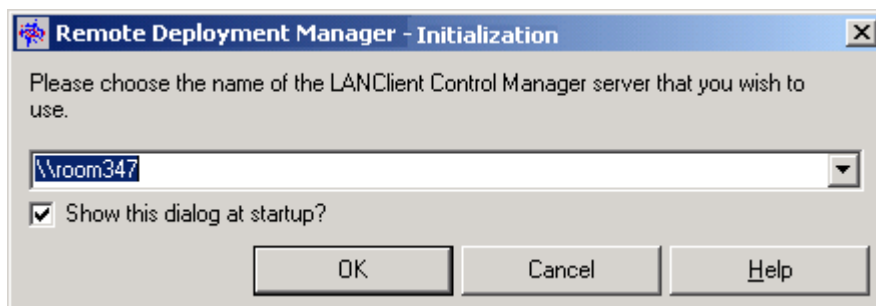 Remote Deployment Manager - Initialization
Please choose the name of the LANClient Control Manager server that you wish to
use.
\\room347
Show this dialog at startup?
OK Cancel Help